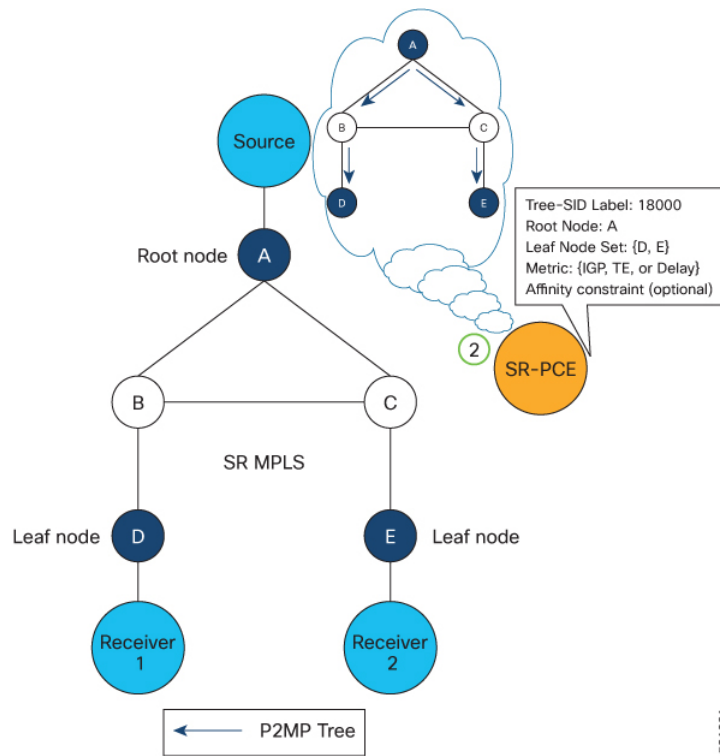 A
B
C
D
E
Source
Tree-SID Label: 18000
Root Node: A
Leaf Node Set: {D, E}
Metric: {IGP, TE, or Delay}
Affinity constraint (optional)
Root node
A
2
SR-PCE
B
C
SR MPLS
Leaf node
D
E
Leaf node
Receiver
1
Receiver
2
P2MP Tree